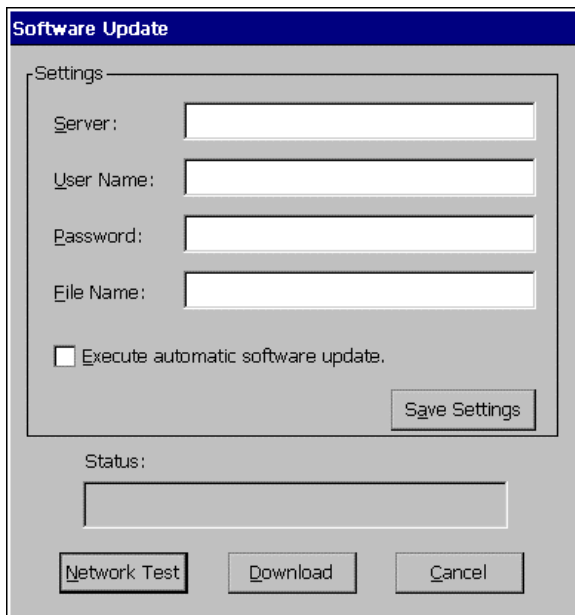 Software Update
Settings
Server:
User Name:
Password:
File Name:
Execute automatic software update.
Save Settings
Status:
Network Test
Download
Cancel